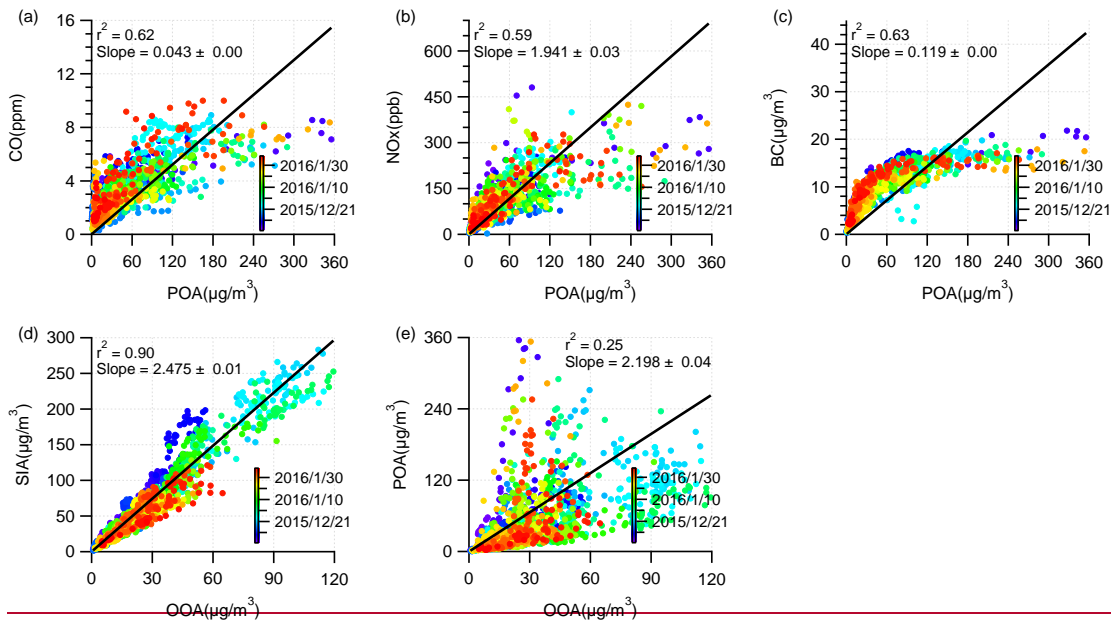 (a)
r² = 0.62
Slope = 0.043 ± 0.00
16
12
8
4
0
CO(ppm)
2016/1/30
2016/1/10
2015/12/21
0 60 120 180 240 300 360
POA(µg/m³)
(b)
r² = 0.59
Slope = 1.941 ± 0.03
600
450
300
150
0
NOx(ppb)
2016/1/30
2016/1/10
2015/12/21
0 60 120 180 240 300 360
POA(µg/m³)
(c)
r² = 0.63
Slope = 0.119 ± 0.00
40
30
20
10
0
BC(µg/m³)
2016/1/30
2016/1/10
2015/12/21
0 60 120 180 240 300 360
POA(µg/m³)
(d)
r² = 0.90
Slope = 2.475 ± 0.01
300
250
200
150
100
50
0
SIA(µg/m³)
2016/1/30
2016/1/10
2015/12/21
0 30 60 90 120
OOA(µg/m³)
(e)
r² = 0.25
Slope = 2.198 ± 0.04
360
240
120
0
POA(µg/m³)
2016/1/30
2016/1/10
2015/12/21
0 30 60 90 120
OOA(µg/m³)